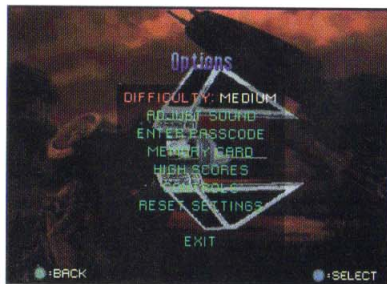 Options
DIFFICULTY: MEDIUM
ADJUST SOUND
ENTER PASSCODE
MEMORY CARD
HIGH SCORES
CONTROLS
RESET SETTINGS
EXIT
:BACK
:SELECT